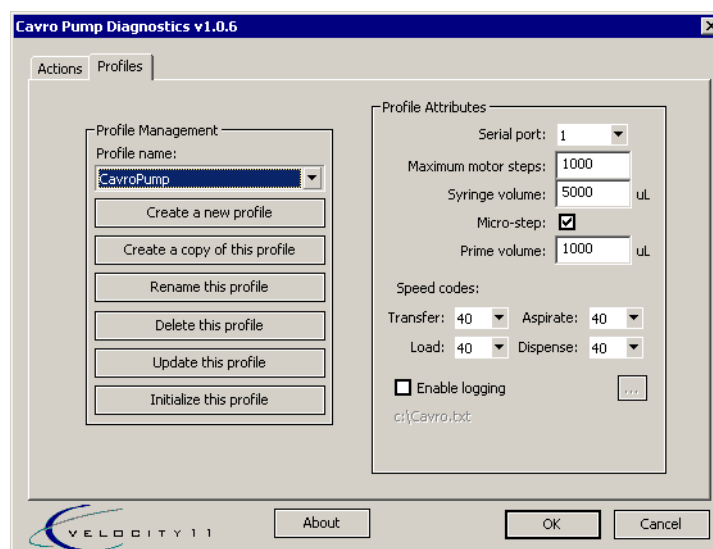 Cavro Pump Diagnostics v1.0.6
Actions
Profiles
Profile Management
Profile name:
CavroPump
Create a new profile
Create a copy of this profile
Rename this profile
Delete this profile
Update this profile
Initialize this profile
Profile Attributes
Serial port: 1
Maximum motor steps: 1000
Syringe volume: 5000 uL
Micro-step:
Prime volume: 1000 uL
Speed codes:
Transfer: 40 Aspirate: 40
Load: 40 Dispense: 40
Enable logging ...
c:\Cavro.txt
VELOCITY11
About
OK
Cancel